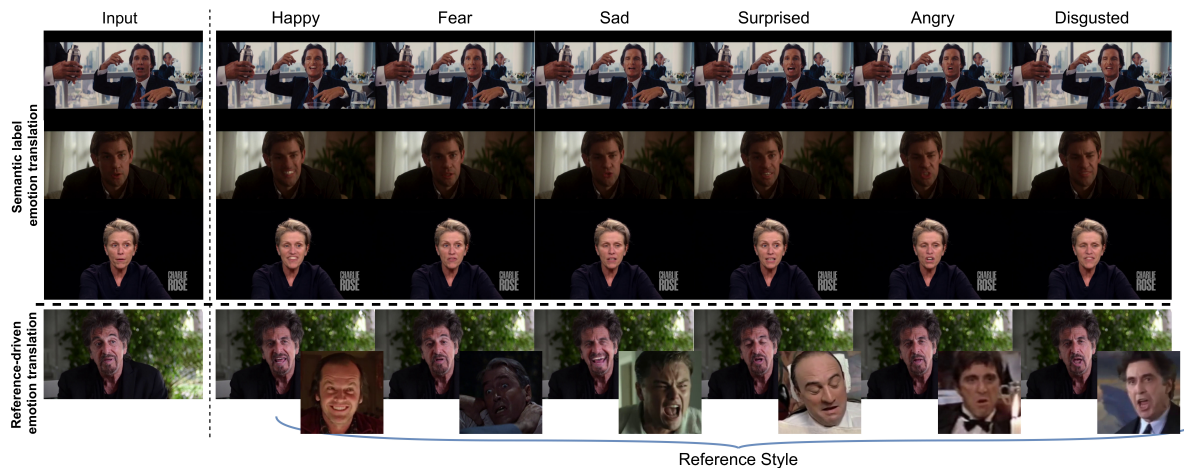 Input Happy Fear Sad Surprised Angry Disgusted
Semantic label
emotion translation
CHARLIE ROSE CHARLIE ROSE CHARLIE ROSE CHARLIE ROSE CHARLIE ROSE CHARLIE ROSE CHARLIE ROSE
Reference-driven
emotion translation
Reference Style